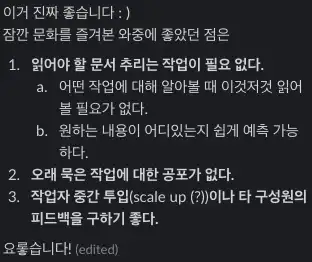 이거 진짜 좋습니다 : )
잠깐 문화를 즐겨본 와중에 좋았던 점은
1. 읽어야 할 문서 추리는 작업이 필요 없다.
a. 어떤 작업에 대해 알아볼 때 이것저것 읽어
볼 필요가 없다.
b. 원하는 내용이 어디있는지 쉽게 예측 가능
하다.
2. 오래 묵은 작업에 대한 공포가 없다.
3. 작업자 중간 투입(scale up (?))이나 타 구성원의
피드백을 구하기 좋다.
요롷습니다! (edited)